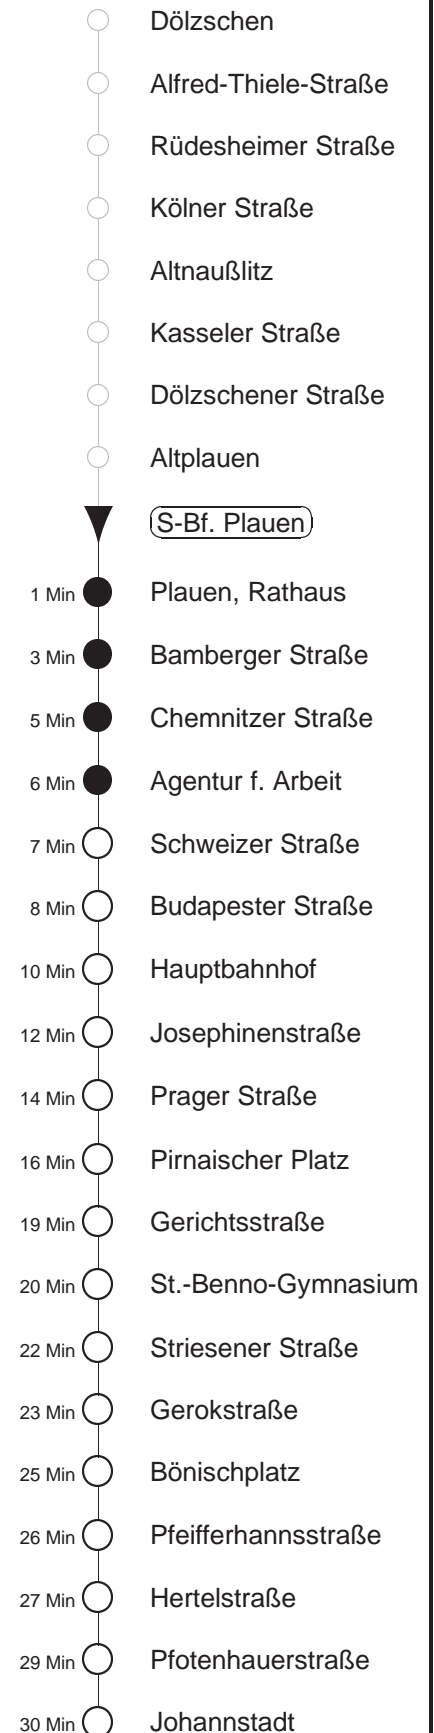 Dölzschen
Alfred-Thiele-Straße
Rüdesheimer Straße
Kölner Straße
Altnaußlitz
Kasseler Straße
Dölzschener Straße
Altplauen
S-Bf. Plauen
1 Min Plauen, Rathaus
3 Min Bamberger Straße
5 Min Chemnitzer Straße
6 Min Agentur f. Arbeit
7 Min Schweizer Straße
8 Min Budapester Straße
10 Min Hauptbahnhof
12 Min Josephinenstraße
14 Min Prager Straße
16 Min Pirnaischer Platz
19 Min Gerichtsstraße
20 Min St.-Benno-Gymnasium
22 Min Striesener Straße
23 Min Gerokstraße
25 Min Bönischplatz
26 Min Pfeifferhannsstraße
27 Min Hertelstraße
29 Min Pfotenhauerstraße
30 Min Johannstadt